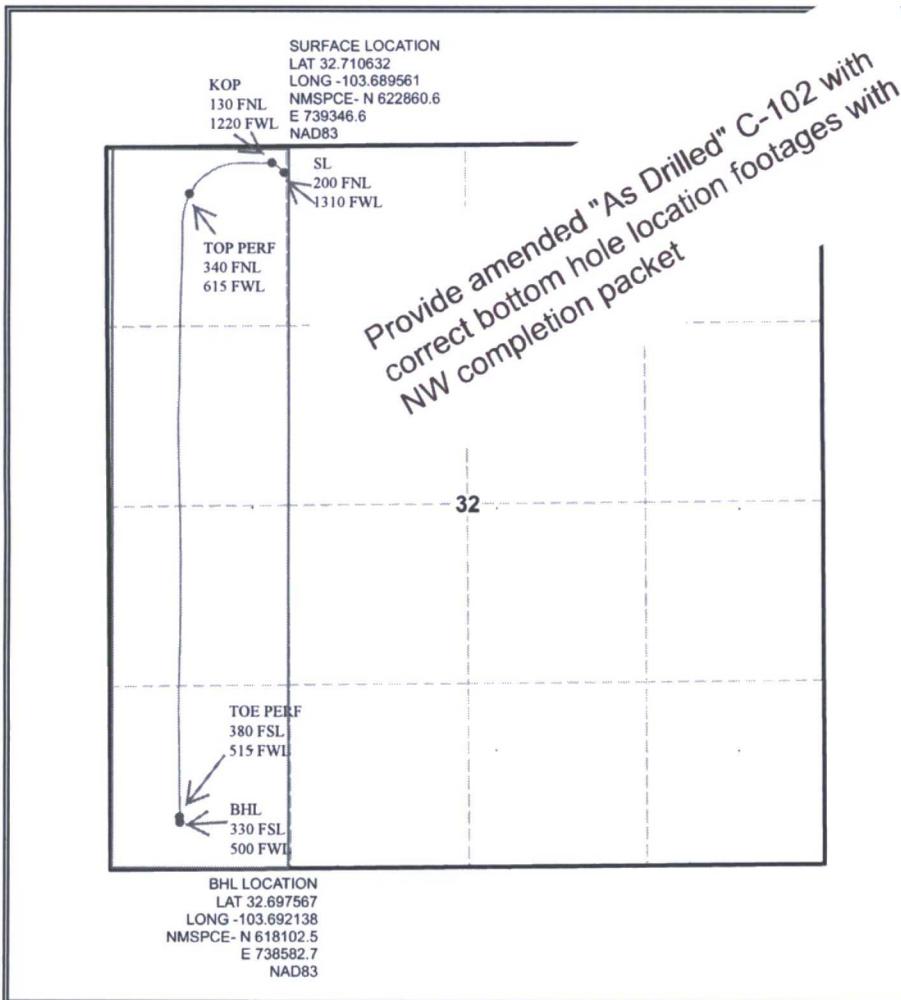 SURFACE LOCATION
LAT 32.710632
LONG -103.689561
NMSPCE- N 622860.6
E 739346.6
NAD83
KOP
130 FNL
1220 FWL
SL
200 FNL
1310 FWL
TOP PERF
340 FNL
615 FWL
Provide amended "As Drilled" C-102 with
correct bottom hole location footages with
NW completion packet
32
TOE PERF
380 FSL
515 FWL
BHL
330 FSL
500 FWL
BHL LOCATION
LAT 32.697567
LONG -103.692138
NMSPCE- N 618102.5
E 738582.7
NAD83